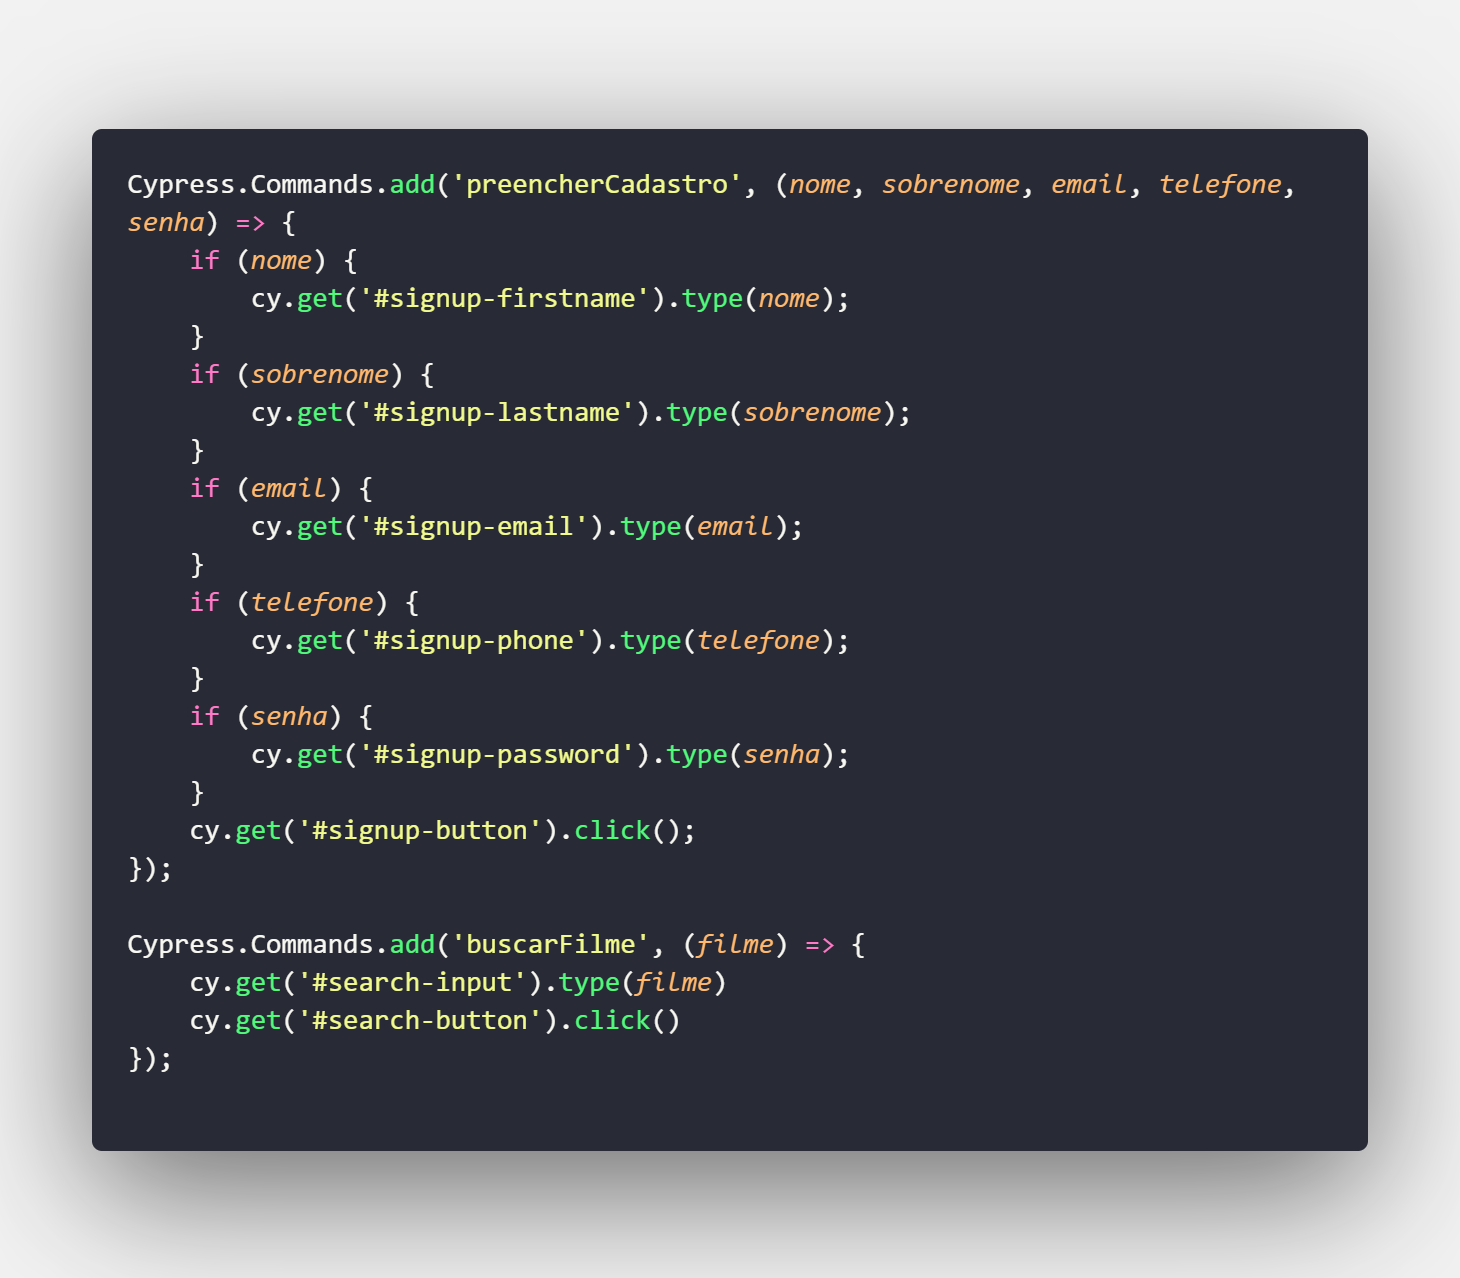 Cypress.Commands.add('preencherCadastro', (nome, sobrenome, email, telefone,
senha) => {
    if (nome) {
        cy.get('#signup-firstname').type(nome);
    }
    if (sobrenome) {
        cy.get('#signup-lastname').type(sobrenome);
    }
    if (email) {
        cy.get('#signup-email').type(email);
    }
    if (telefone) {
        cy.get('#signup-phone').type(telefone);
    }
    if (senha) {
        cy.get('#signup-password').type(senha);
    }
    cy.get('#signup-button').click();
});

Cypress.Commands.add('buscarFilme', (filme) => {
    cy.get('#search-input').type(filme)
    cy.get('#search-button').click()
});